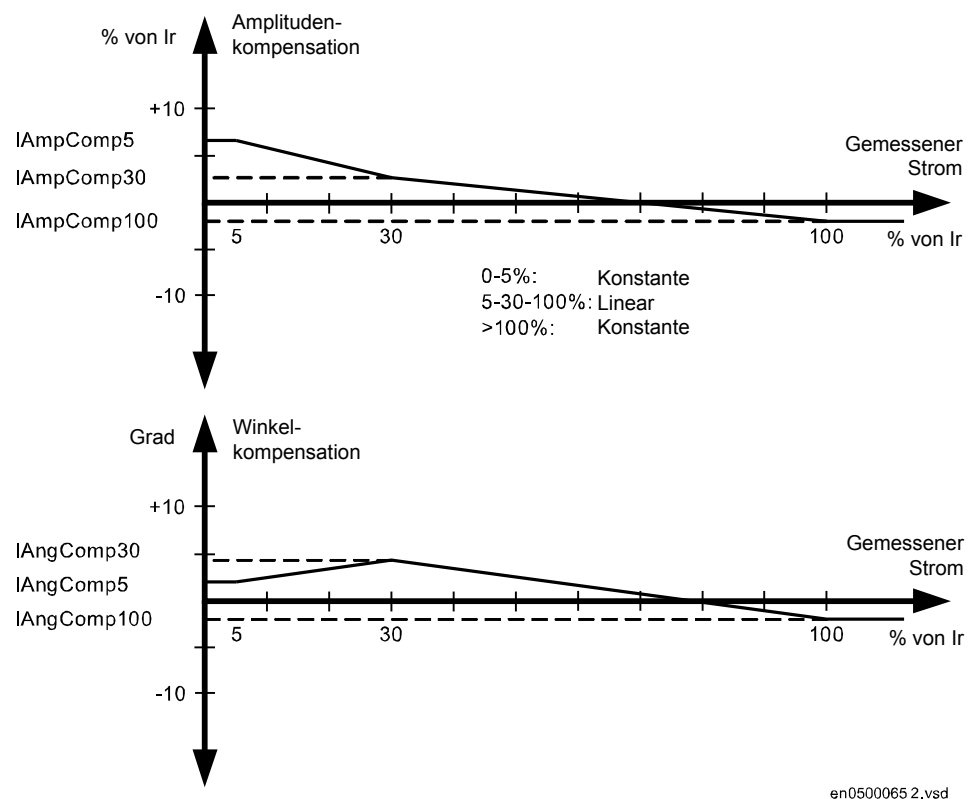 % von Ir
Amplituden-
kompensation
+10
IAmpComp5
Gemessener
Strom
IAmpComp30
IAmpComp100
5
30
100
% von Ir
0-5%: Konstante
5-30-100%: Linear
>100%: Konstante
-10
Grad
Winkel-
kompensation
+10
IAngComp30
Gemessener
Strom
IAngComp5
IAngComp100
5
30
100
% von Ir
-10
en0500065 2.vsd